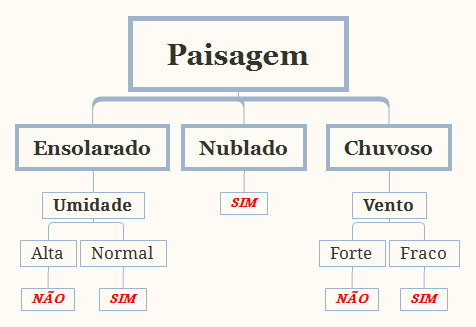 Paisagem
Ensolarado Nublado Chuvoso
Umidade SIM Vento
Alta Normal Forte Fraco
NÃO SIM NÃO SIM